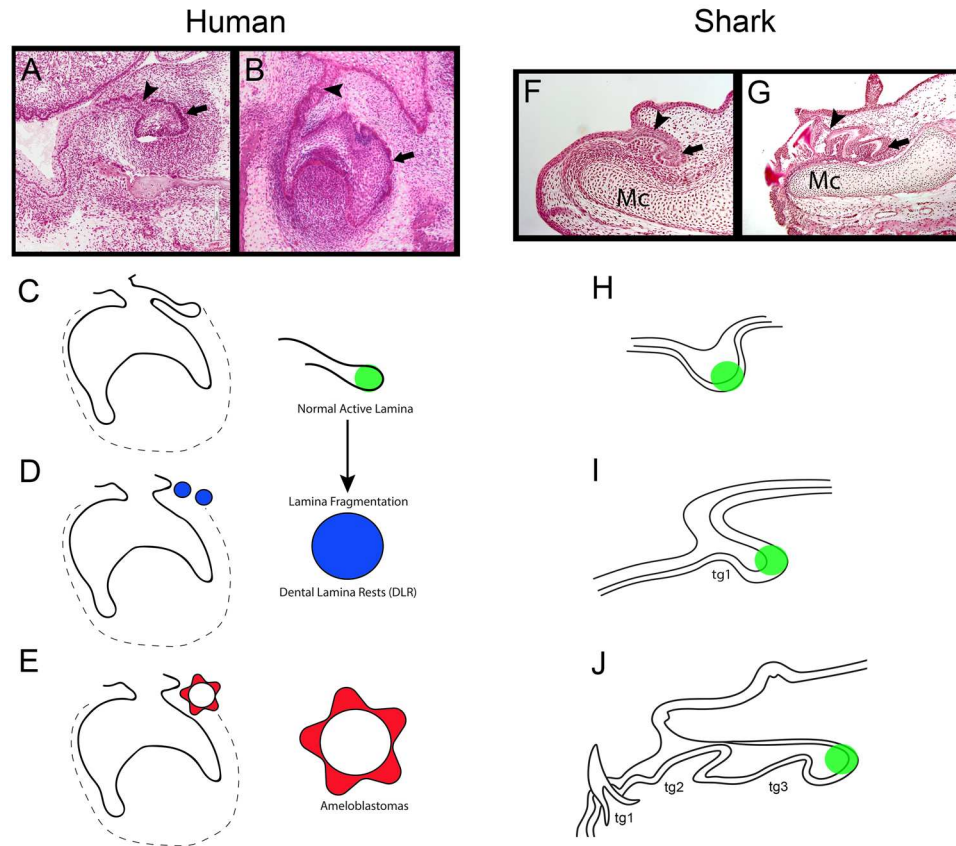 Human
Shark
A
B
F
G
Mc
Mc
C
Normal Active Lamina
H
D
Lamina Fragmentation
Dental Lamina Rests (DLR)
I
tg1
E
Ameloblastomas
J
tg2
tg3
tg1